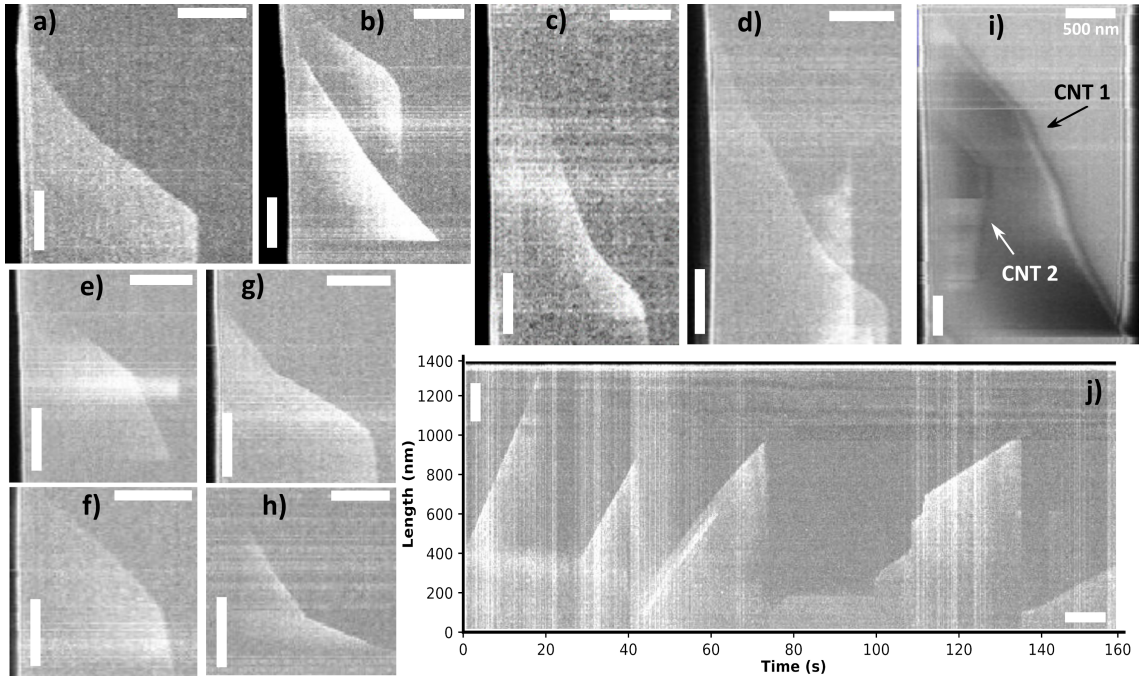 a)
b)
c)
d)
i)
500 nm
CNT 1
CNT 2
e)
g)
f)
h)
j)
Length (nm)
1400
1200
1000
800
600
400
200
0
0 20 40 60 80 100 120 140 160
Time (s)